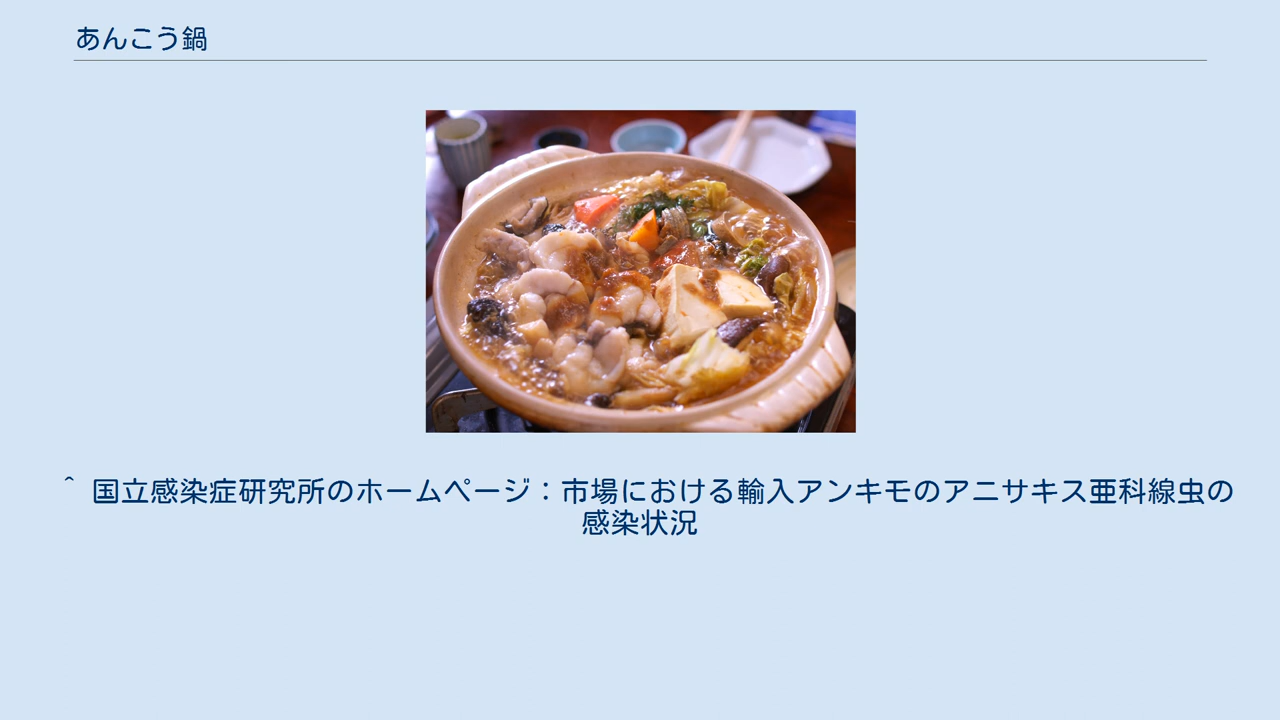 あんこう鍋
^ 国立感染症研究所のホームページ：市場における輸入アンキモのアニサキス亜科線虫の
感染状況